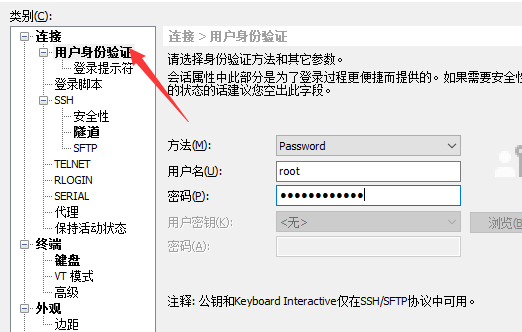 类别(C):
连接
用户身份验证
登录提示符
登录脚本
SSH
安全性
隧道
SFTP
TELNET
RLOGIN
SERIAL
代理
保持活动状态
终端
键盘
VT 模式
高级
外观
边距
连接 > 用户身份验证
请选择身份验证方法和其它参数。
会话属性中此部分是为了登录过程更便捷而提供的。如果需要安全性
的状态的话建议您空出此字段。
方法(M): Password
用户名(U): root
密码(P): ●●●●●●●●●●●●
用户密钥(K): <无> 浏览(B
密码(A):
注释: 公钥和Keyboard Interactive仅在SSH/SFTP协议中可用。